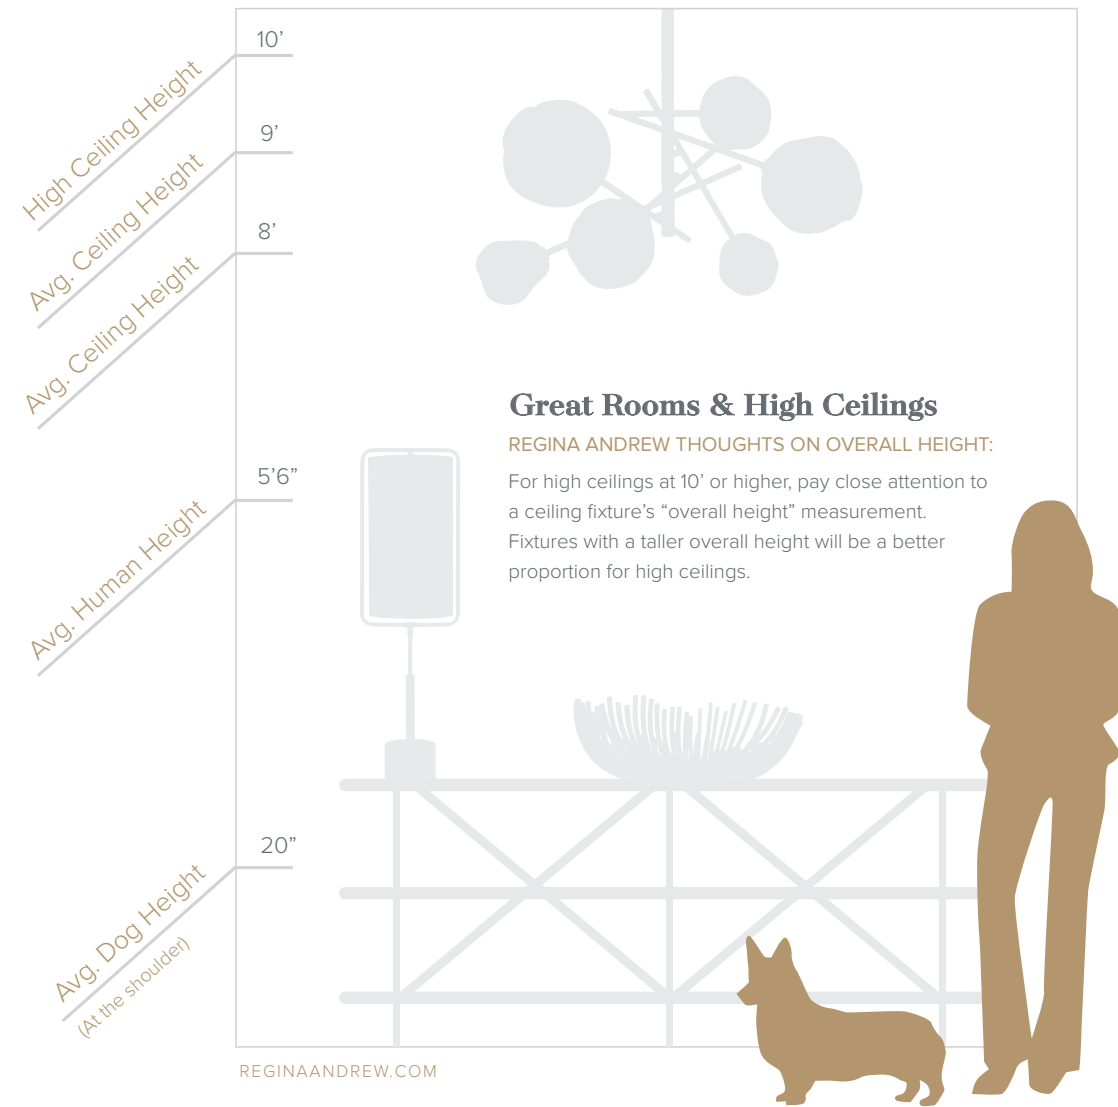 10’
High Ceiling Height
9’
Avg. Ceiling Height
8’
Avg. Ceiling Height
Great Rooms & High Ceilings
REGINA ANDREW THOUGHTS ON OVERALL HEIGHT:
For high ceilings at 10’ or higher, pay close attention to
a ceiling fixture’s “overall height” measurement.
Fixtures with a taller overall height will be a better
proportion for high ceilings.
5’6”
Avg. Human Height
20”
Avg. Dog Height
(At the shoulder)
REGINAANDREW.COM